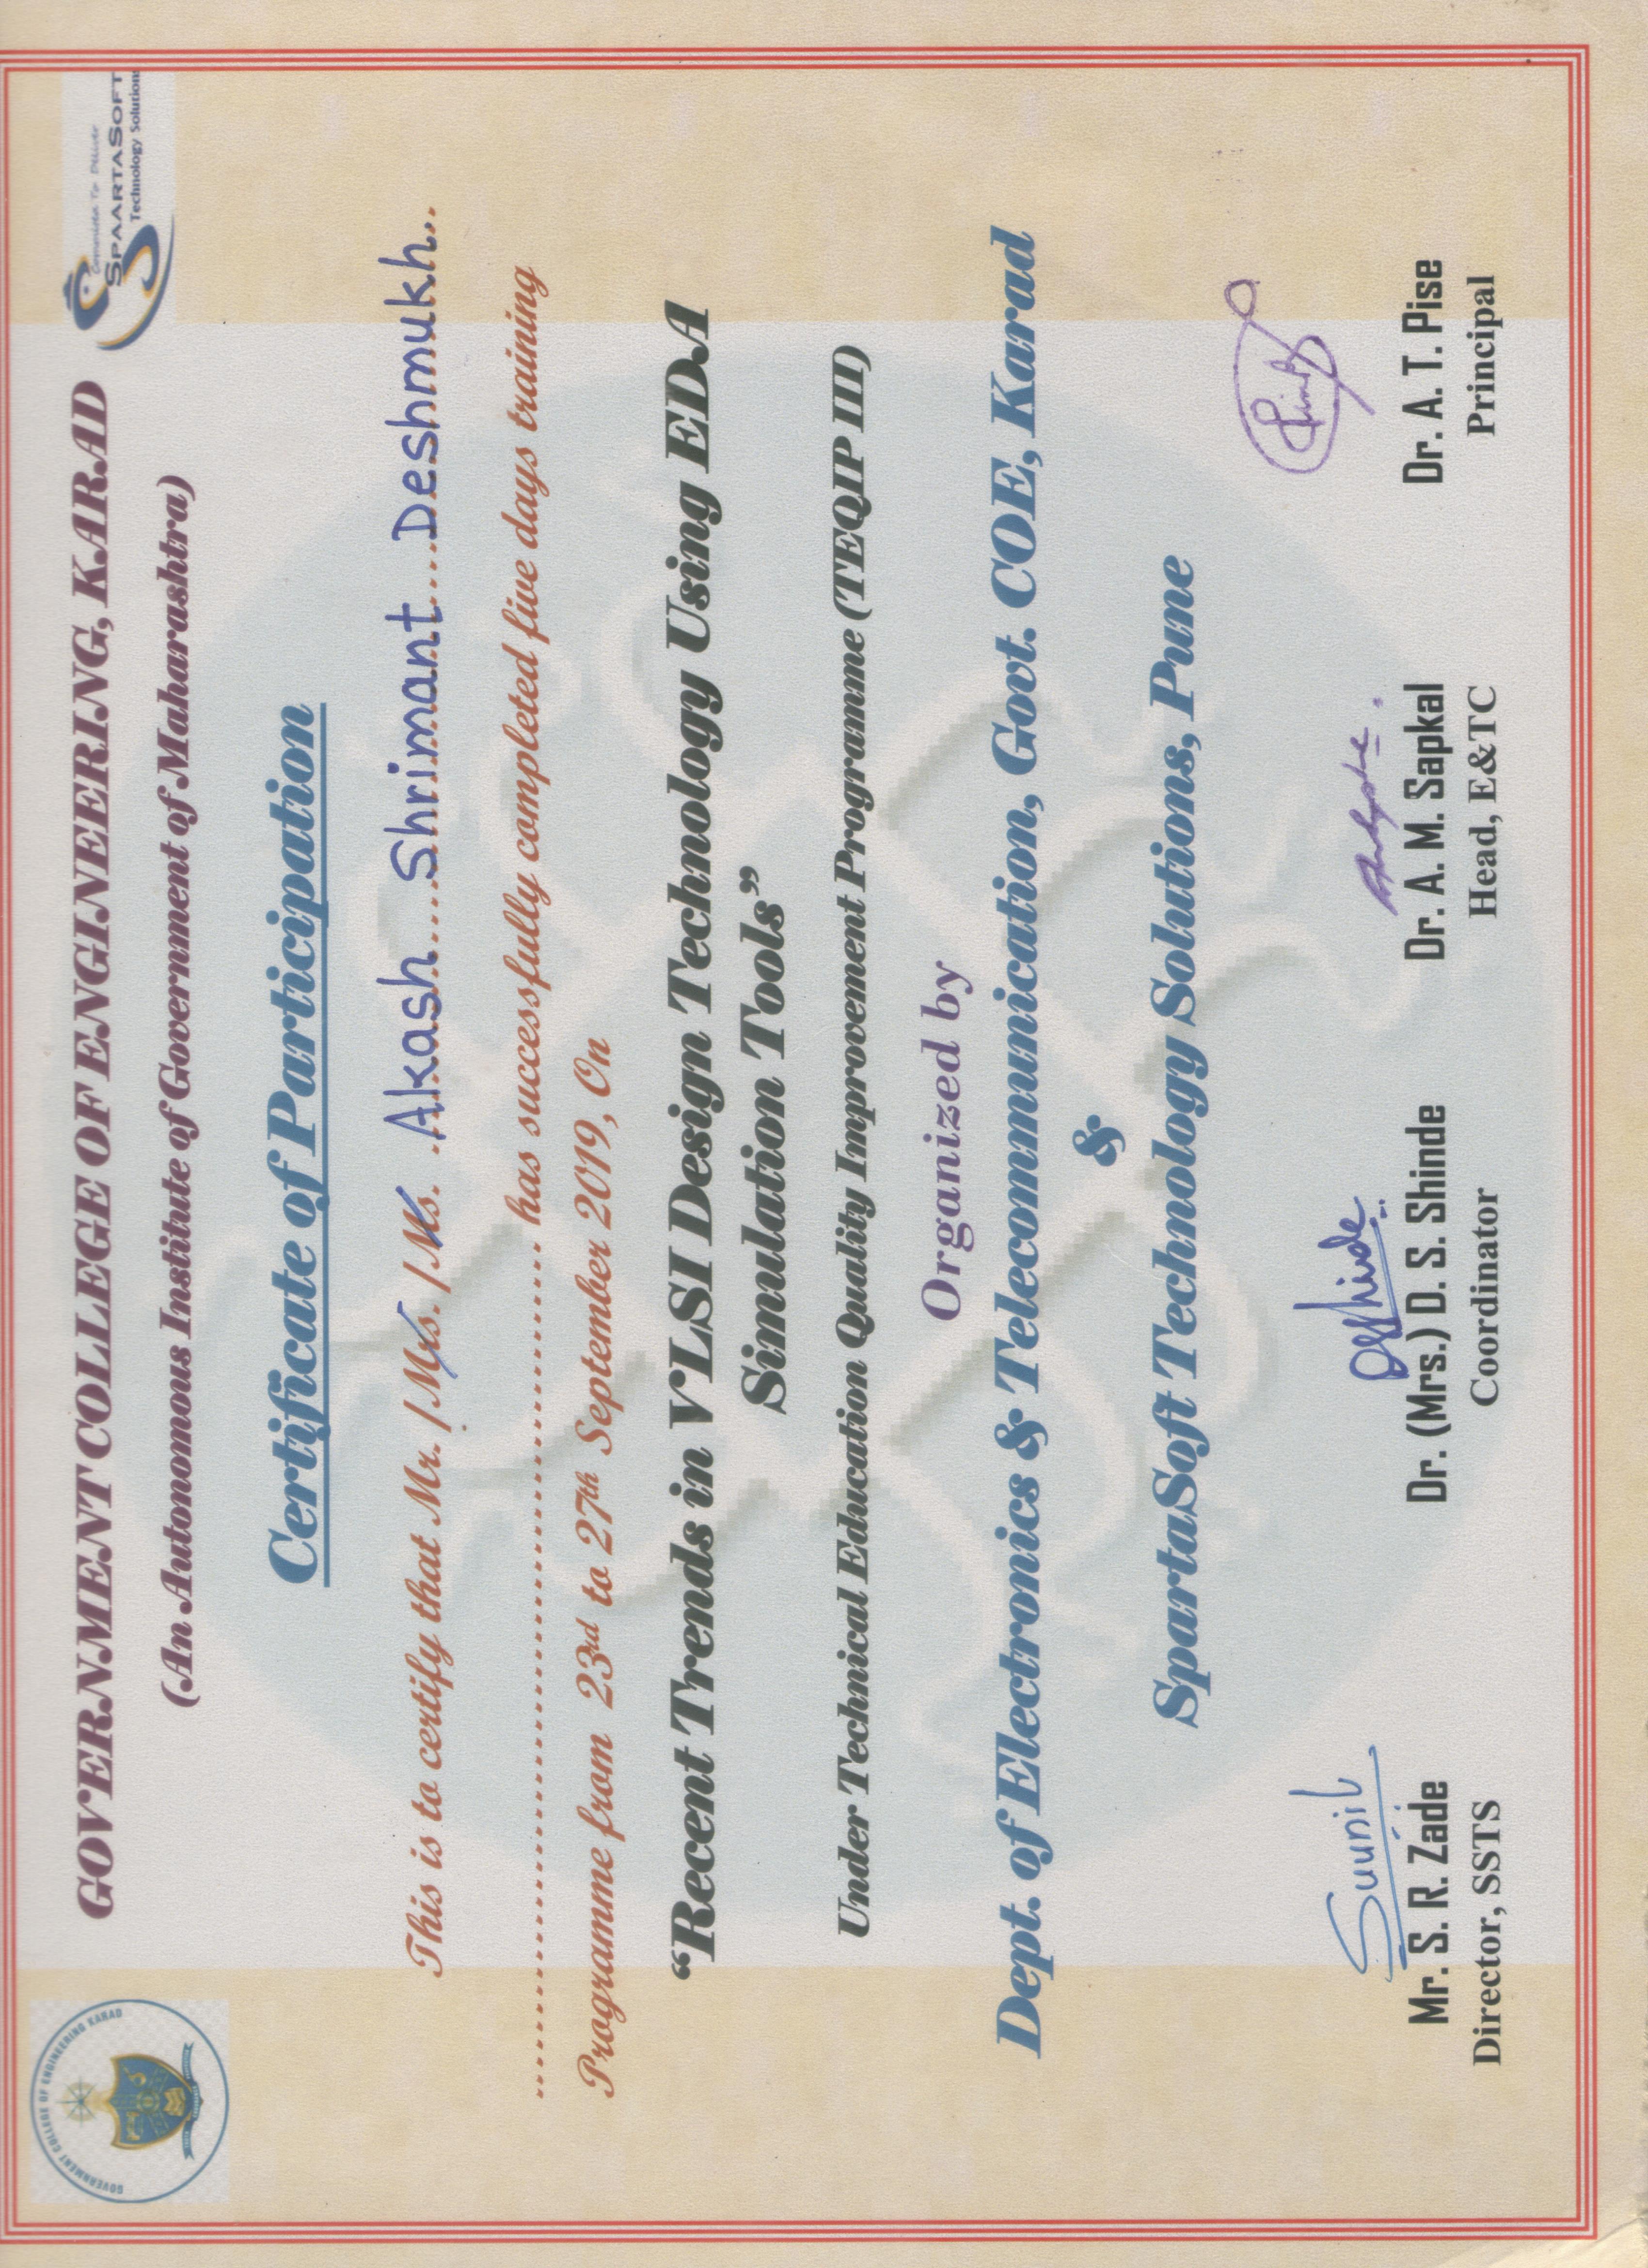 GOVERNMENT COLLEGE OF ENGINEERING KARAD
GOVERNMENT COLLEGE OF ENGINEERING, KARAD
Committed To Deliver
SPAARTASOFT
Technology Solutions
(An Autonomous Institute of Government of Maharashtra)
Certificate of Participation
This is to certify that Mr. /Mrs. /Ms. Akash Shrimant Deshmukh.
has successfully completed five days training
Programme from 23rd to 27th September 2019, On
“Recent Trends in VLSI Design Technology Using EDA
Simulation Tools”
Under Technical Education Quality Improvement Programme (TEQIP III)
Organized by
Dept. of Electronics & Telecommunication, Govt. COE, Karad
&
SpartaSoft Technology Solutions, Pune
Sunil
DSShinde
Mr. S. R. Zade
Dr. (Mrs.) D. S. Shinde
Dr. A. M. Sapkal
Dr. A. T. Pise
Director, SSTS
Coordinator
Head, E&TC
Principal